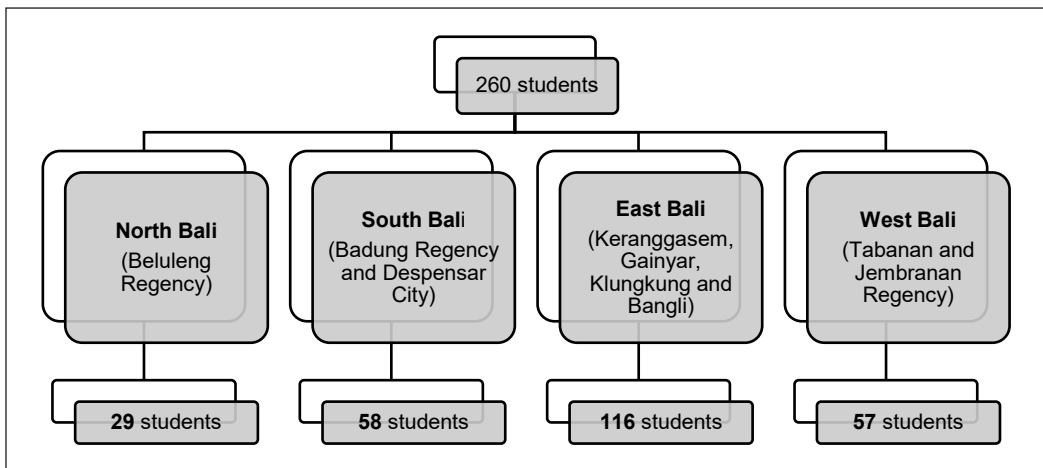 260 students
North Bali
(Beluleng
Regency)
South Bali
(Badung Regency
and Despensar
City)
East Bali
(Keranggasem,
Gainyar,
Klungkung and
Bangli)
West Bali
(Tabanan and
Jembranan
Regency)
29 students
58 students
116 students
57 students